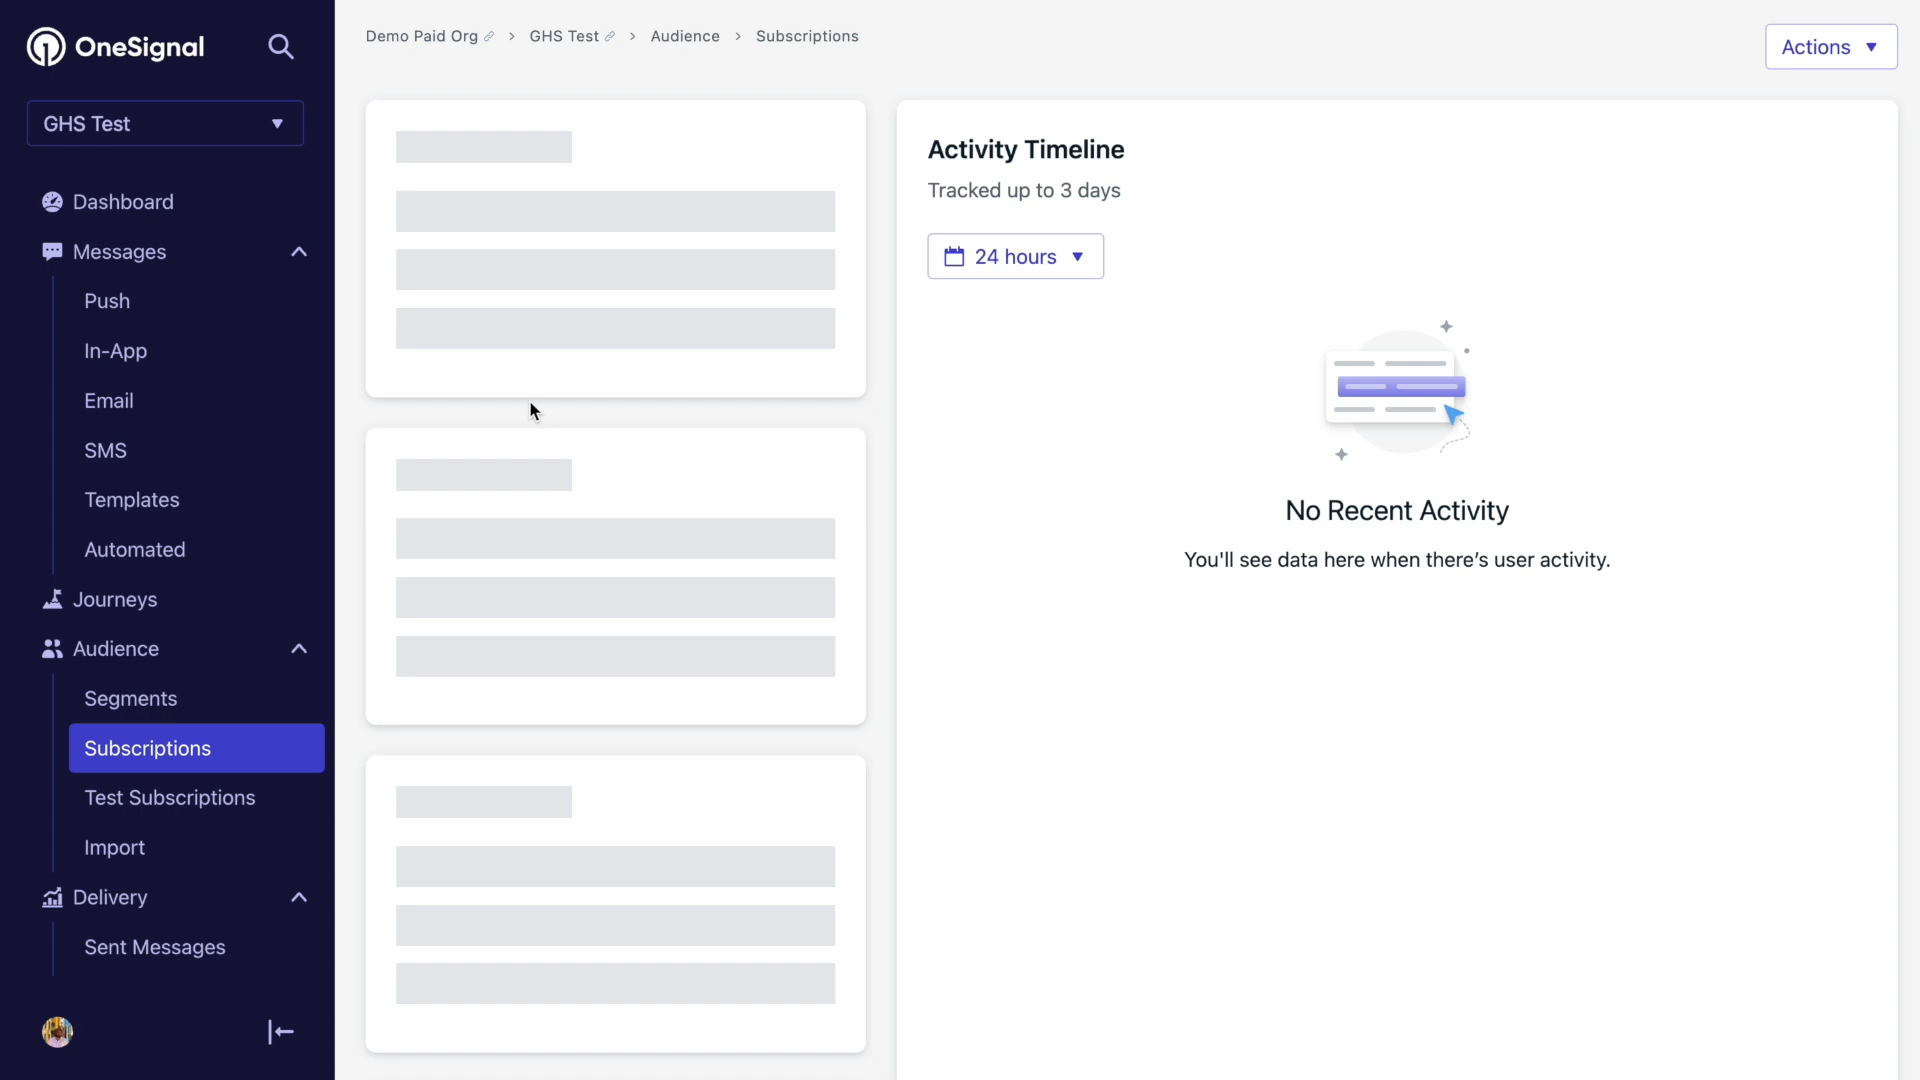 OneSignal
GHS Test
Dashboard
Messages
Push
In-App
Email
SMS
Templates
Automated
Journeys
Audience
Segments
Subscriptions
Test Subscriptions
Import
Delivery
Sent Messages
Demo Paid Org > GHS Test > Audience > Subscriptions
Actions
Activity Timeline
Tracked up to 3 days
24 hours
No Recent Activity
You'll see data here when there’s user activity.